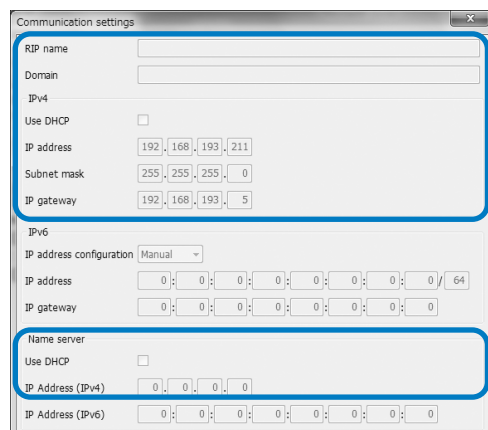 Communication settings x
RIP name
Domain
IPv4
Use DHCP
IP address 192 . 168 . 193 . 211
Subnet mask 255 . 255 . 255 . 0
IP gateway 192 . 168 . 193 . 5
IPv6
IP address configuration Manual
IP address 0 : 0 : 0 : 0 : 0 : 0 : 0 : 0 / 64
IP gateway 0 : 0 : 0 : 0 : 0 : 0 : 0 : 0
Name server
Use DHCP
IP Address (IPv4) 0 . 0 . 0 . 0
IP Address (IPv6) 0 : 0 : 0 : 0 : 0 : 0 : 0 : 0